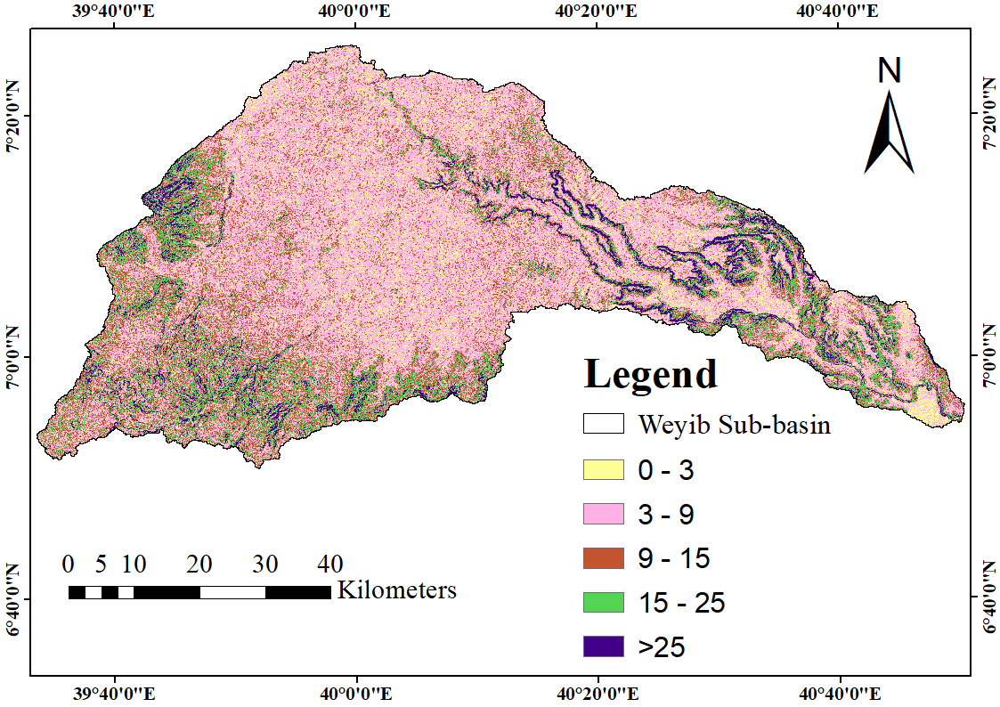 39°40'0"E 40°0'0"E 40°20'0"E 40°40'0"E
N
7°20'0"N 7°20'0"N
7°0'0"N 7°0'0"N
Legend
Weyib Sub-basin
0 - 3
3 - 9
9 - 15
15 - 25
>25
0 5 10 20 30 40
Kilometers
6°40'0"N 6°40'0"N
39°40'0"E 40°0'0"E 40°20'0"E 40°40'0"E